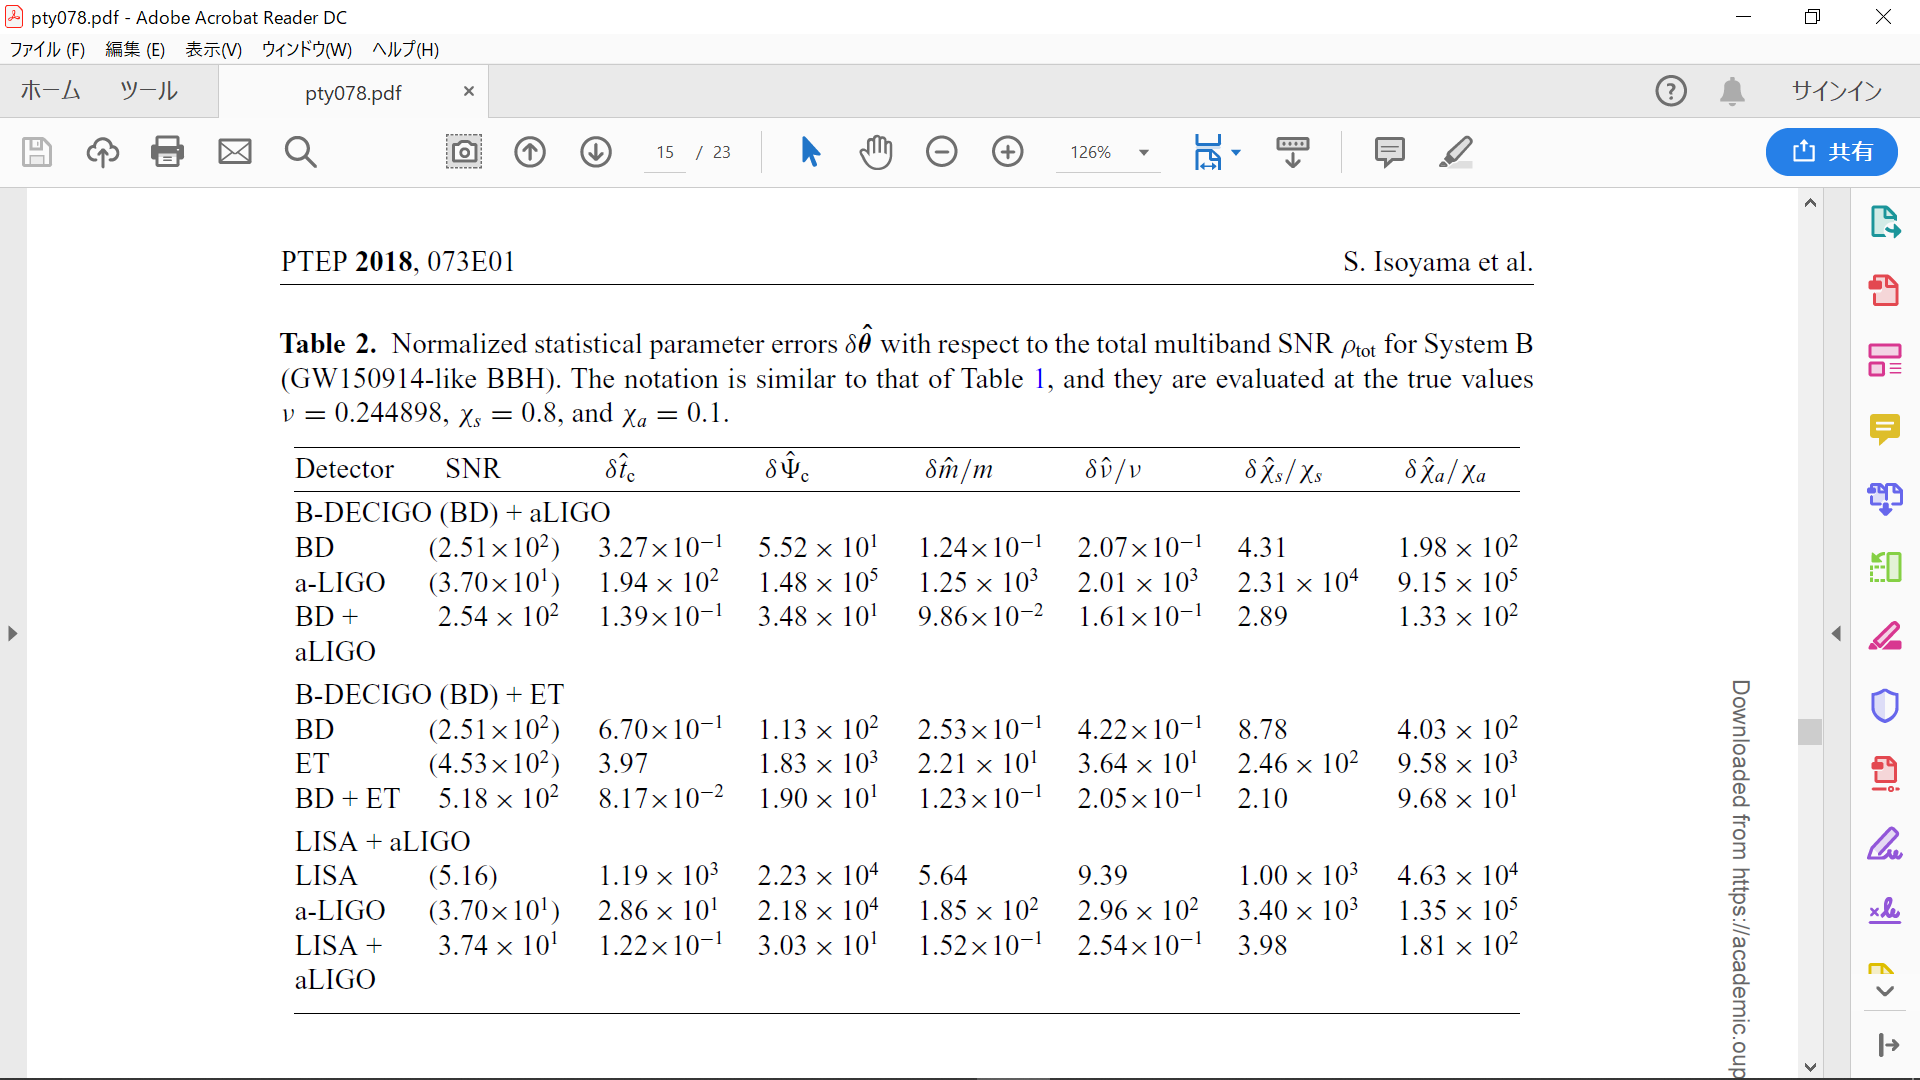 pty078.pdf - Adobe Acrobat Reader DC
ファイル (F) 編集 (E) 表示(V) ウィンドウ(W) ヘルプ(H)
ホーム ツール pty078.pdf × サインイン
15 / 23 126% 共有
PTEP 2018, 073E01 S. Isoyama et al.
Table 2. Normalized statistical parameter errors δθ̂ with respect to the total multiband SNR ρtot for System B
(GW150914-like BBH). The notation is similar to that of Table 1, and they are evaluated at the true values
ν = 0.244898, χs = 0.8, and χa = 0.1.
Detector SNR δt̂c δΨ̂c δm̂/m δν̂/ν δχ̂s/χs δχ̂a/χa
B-DECIGO (BD) + aLIGO
BD (2.51×10²) 3.27×10⁻¹ 5.52 × 10¹ 1.24×10⁻¹ 2.07×10⁻¹ 4.31 1.98 × 10²
a-LIGO (3.70×10¹) 1.94 × 10² 1.48 × 10⁵ 1.25 × 10³ 2.01 × 10³ 2.31 × 10⁴ 9.15 × 10⁵
BD + 2.54 × 10² 1.39×10⁻¹ 3.48 × 10¹ 9.86×10⁻² 1.61×10⁻¹ 2.89 1.33 × 10²
aLIGO
B-DECIGO (BD) + ET
BD (2.51×10²) 6.70×10⁻¹ 1.13 × 10² 2.53×10⁻¹ 4.22×10⁻¹ 8.78 4.03 × 10²
ET (4.53×10²) 3.97 1.83 × 10³ 2.21 × 10¹ 3.64 × 10¹ 2.46 × 10² 9.58 × 10³
BD + ET 5.18 × 10² 8.17×10⁻² 1.90 × 10¹ 1.23×10⁻¹ 2.05×10⁻¹ 2.10 9.68 × 10¹
LISA + aLIGO
LISA (5.16) 1.19 × 10³ 2.23 × 10⁴ 5.64 9.39 1.00 × 10³ 4.63 × 10⁴
a-LIGO (3.70×10¹) 2.86 × 10¹ 2.18 × 10⁴ 1.85 × 10² 2.96 × 10² 3.40 × 10³ 1.35 × 10⁵
LISA + 3.74 × 10¹ 1.22×10⁻¹ 3.03 × 10¹ 1.52×10⁻¹ 2.54×10⁻¹ 3.98 1.81 × 10²
aLIGO
Downloaded from https://academic.oup